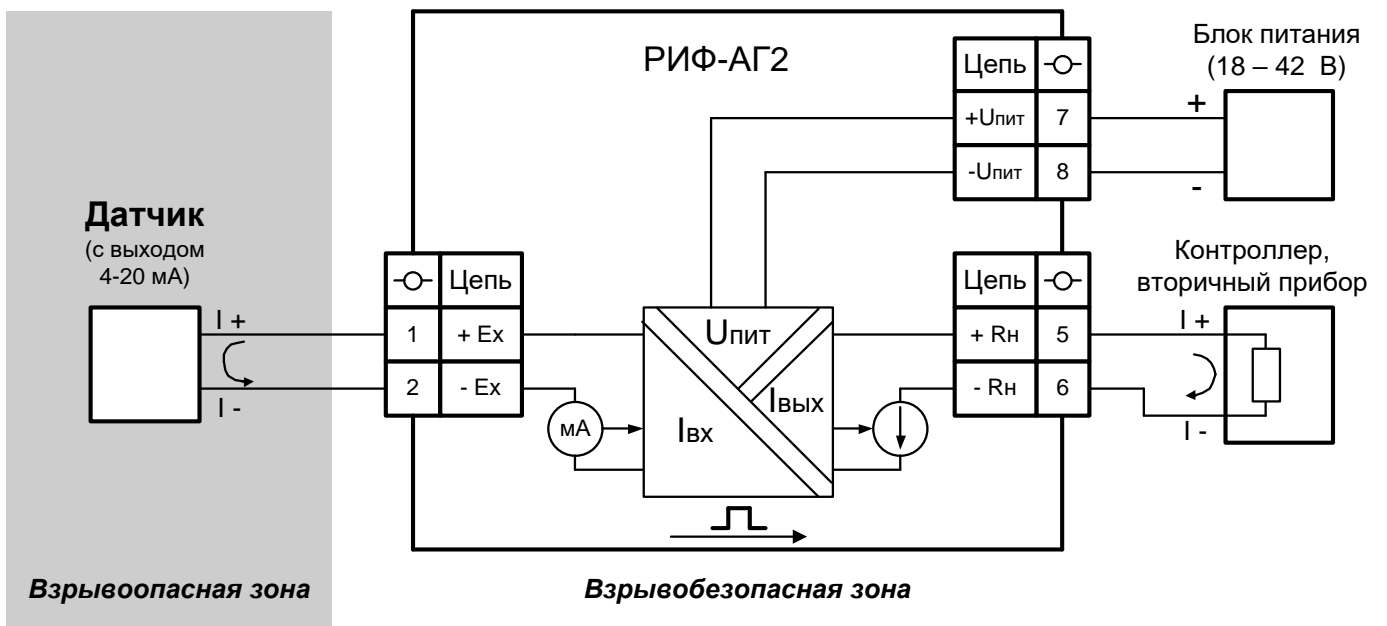 РИФ-АГ2
Блок питания
(18 – 42 В)
Цепь
+Uпит 7
-Uпит 8
+
-
Датчик
(с выходом
4-20 мА)
I +
I -
Цепь
1 + Ex
2 - Ex
мА
Uпит
Iвх
Iвых
Цепь
+ Rн 5
- Rн 6
Контроллер,
вторичный прибор
I +
I -
Взрывоопасная зона
Взрывобезопасная зона